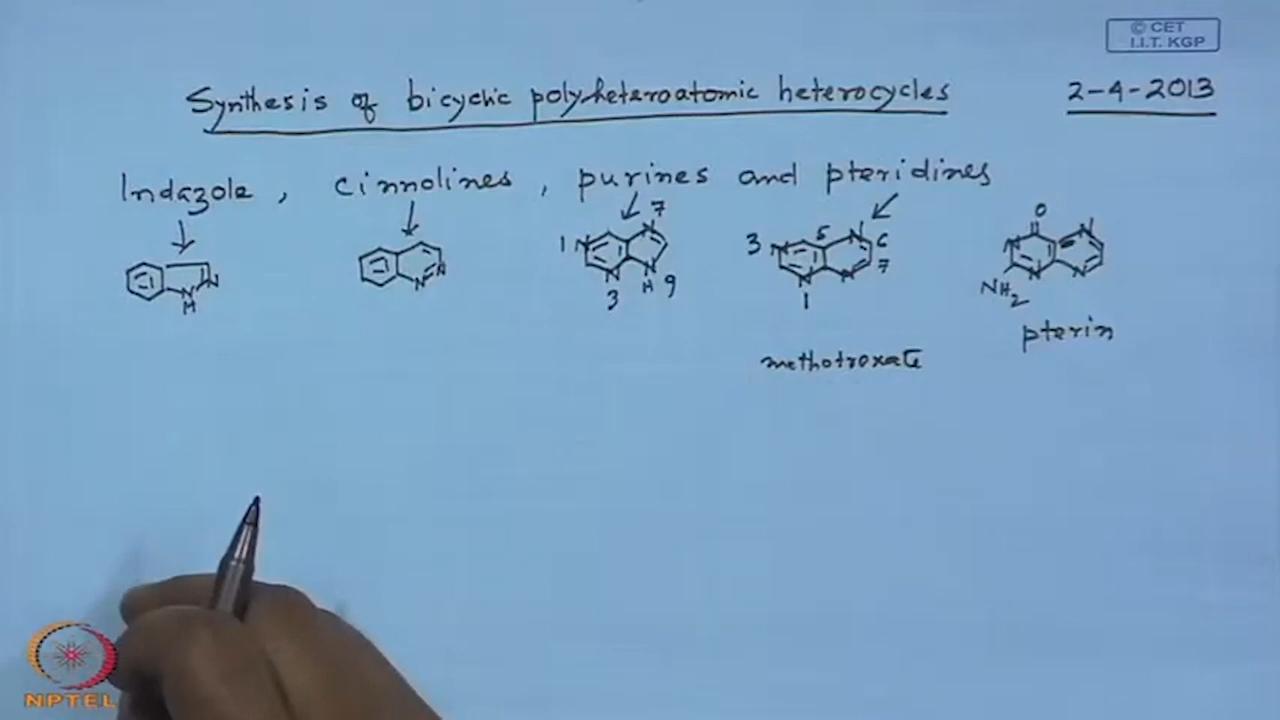 © CET
I.I.T. KGP
Synthesis of bicyclic polyheteroatomic heterocycles
2-4-2013
Indazole, cinnolines, purines and pteridines
N
N
H
N
N
1 N
N 7
N
3
N
H 9
3 N
5
N
6
7
N
1
N
O
N
N
N
N
NH2
pterin
methotroxate
NPTEL